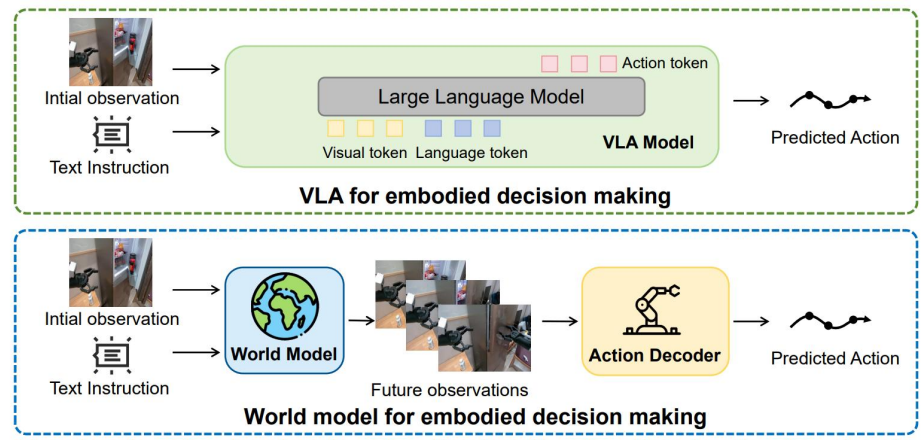 Intial observation
Text Instruction
Action token
Large Language Model
Visual token
Language token
VLA Model
Predicted Action
VLA for embodied decision making
Intial observation
Text Instruction
World Model
Future observations
Action Decoder
Predicted Action
World model for embodied decision making